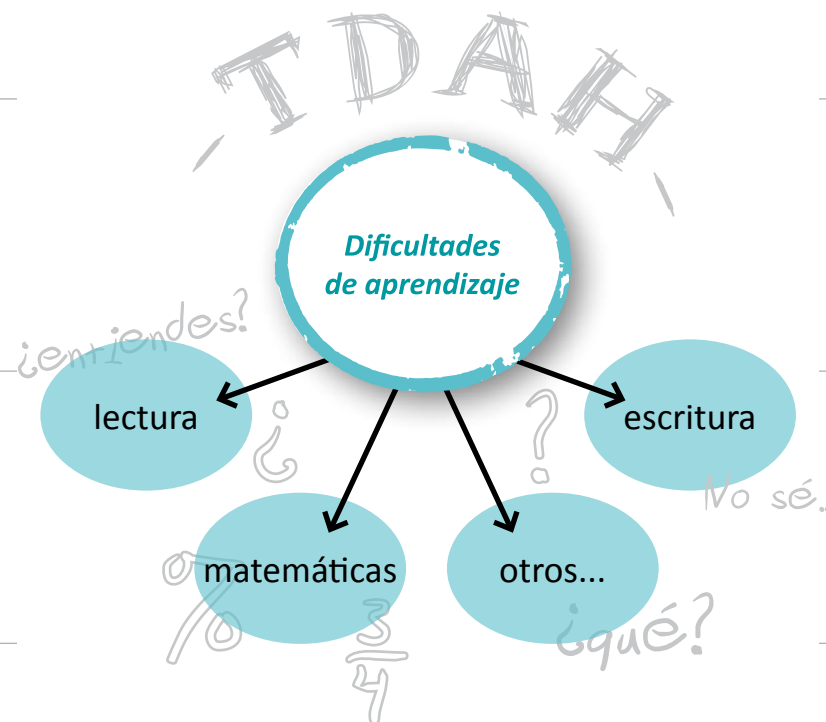 - TDAH -
Dificultades
de aprendizaje
¿entiendes?
lectura
¿
?
escritura
No sé..
matemáticas
otros...
%
3/4
¿qué?